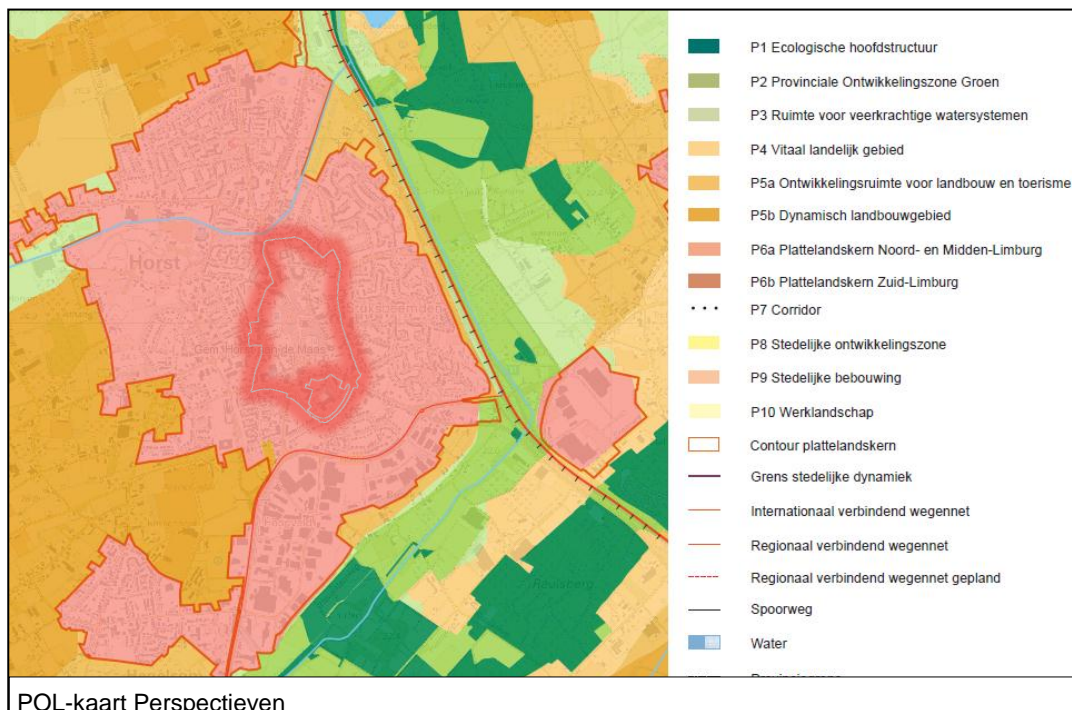 Horst
P1 Ecologische hoofdstructuur
P2 Provinciale Ontwikkelingszone Groen
P3 Ruimte voor veerkrachtige watersystemen
P4 Vitaal landelijk gebied
P5a Ontwikkelingsruimte voor landbouw en toerisme
P5b Dynamisch landbouwgebied
P6a Plattelandskern Noord- en Midden-Limburg
P6b Plattelandskern Zuid-Limburg
P7 Corridor
P8 Stedelijke ontwikkelingszone
P9 Stedelijke bebouwing
P10 Werklandschap
Contour plattelandskern
Grens stedelijke dynamiek
Internationaal verbindend wegennet
Regionaal verbindend wegennet
Regionaal verbindend wegennet gepland
Spoorweg
Water
POL-kaart Perspectieven